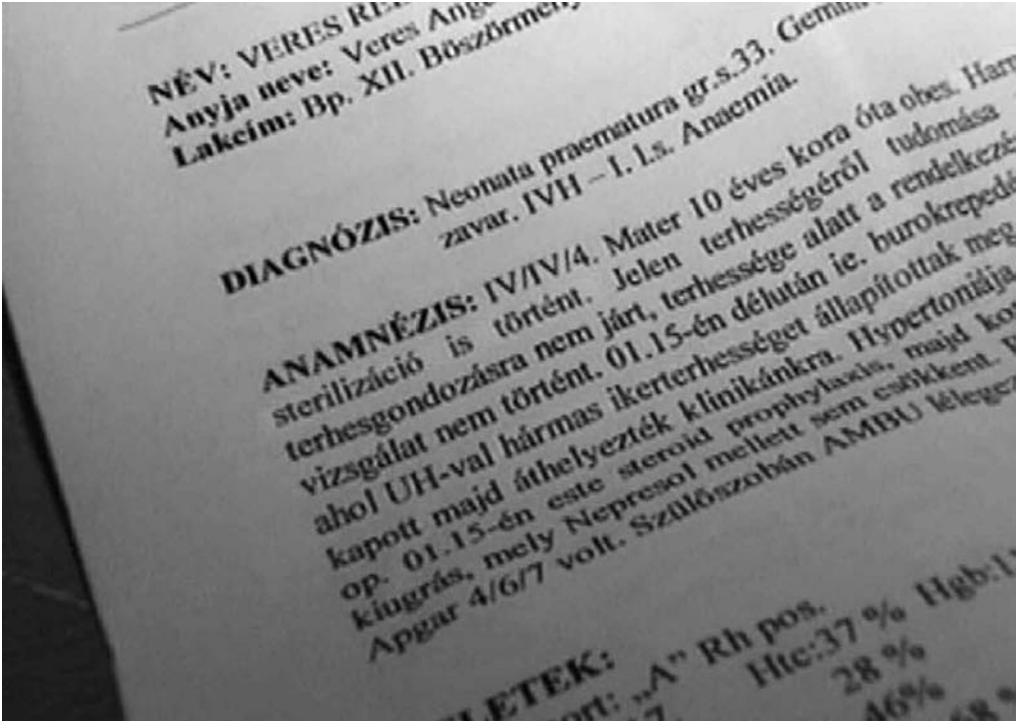 NÉV: VERES
Anyja neve: Veres
Lakcím: Bp. XII. Böszörmény
DIAGNÓZIS: Neonata praematura gr.s.33.
zavar. IVH – I. l.s. Anaemia.
ANAMNÉZIS: IV/IV/4. Mater 10 éves kora óta obes.
sterilizáció is történt. Jelen terhességéről tudomása
terhesgondozásra nem járt, terhessége alatt a rendelkezés
vizsgálat nem történt. 01.15-én délután ie. burokrepedé
ahol UH-val hármas ikerterhességet állapítottak meg
kapott majd áthelyezték klinikánkra. Hypertoniája
op. 01.15-én este steroid prophylaxis, majd
kiugrás, mely Nepresol mellett sem csökkent.
Apgar 4/6/7 volt. Szülőszobán AMBU lélegez
LETEK:
ort: „A” Rh pos.
Htc:37 % Hgb:1
28 %
46%